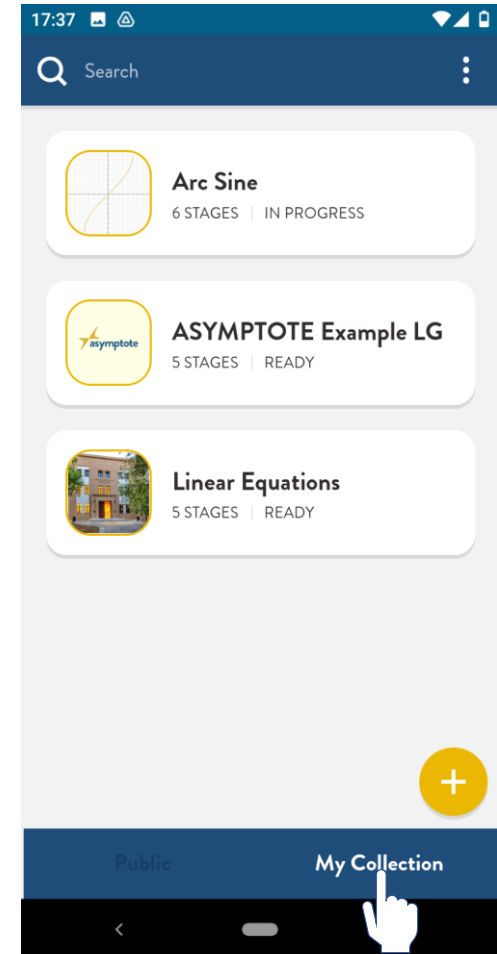 17:37
Search
Arc Sine
6 STAGES | IN PROGRESS
asymptote
ASYMPTOTE Example LG
5 STAGES | READY
Linear Equations
5 STAGES | READY
+
Public My Collection